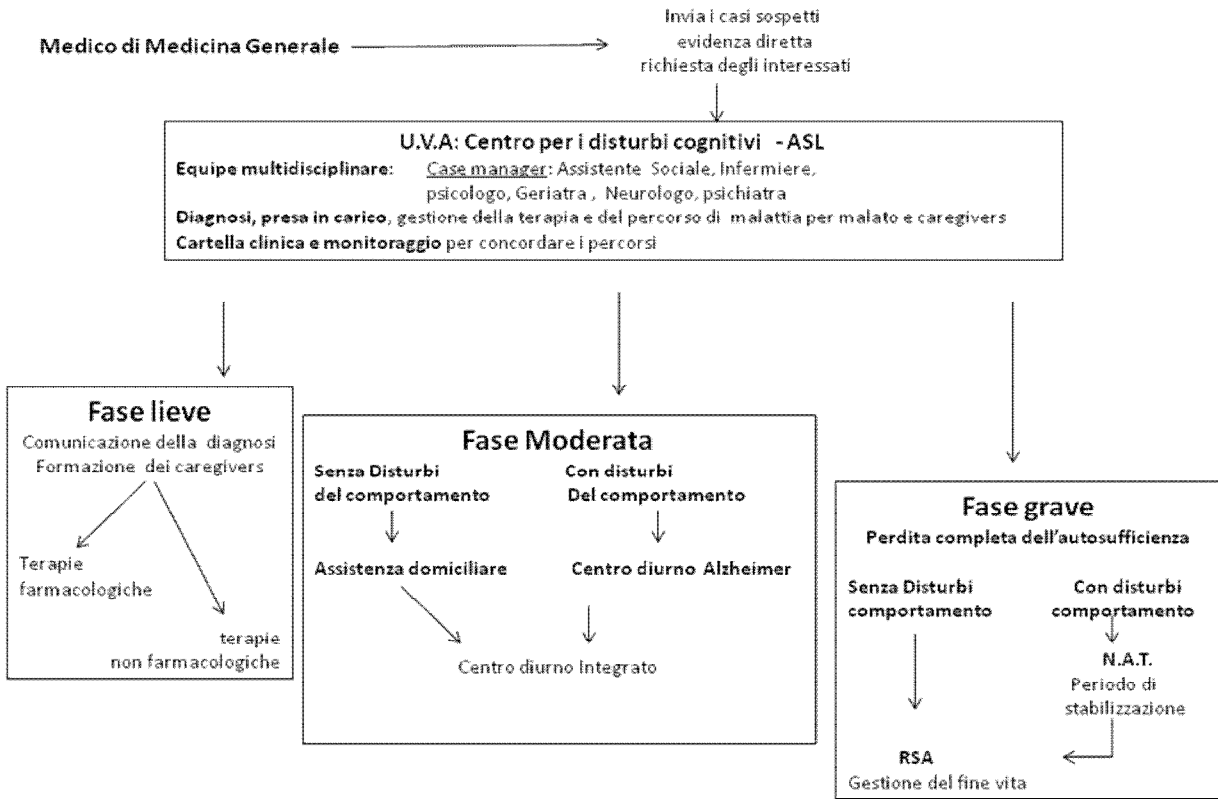 Medico di Medicina Generale
Invia i casi sospetti
evidenza diretta
richiesta degli interessati
U.V.A: Centro per i disturbi cognitivi - ASL
Equipe multidisciplinare: Case manager: Assistente Sociale, Infermiere,
psicologo, Geriatra , Neurologo, psichiatra
Diagnosi, presa in carico, gestione della terapia e del percorso di malattia per malato e caregivers
Cartella clinica e monitoraggio per concordare i percorsi
Fase lieve
Comunicazione della diagnosi
Formazione dei caregivers
Terapie
farmacologiche
terapie
non farmacologiche
Fase Moderata
Senza Disturbi
del comportamento
Con disturbi
Del comportamento
Assistenza domiciliare
Centro diurno Alzheimer
Centro diurno Integrato
Fase grave
Perdita completa dell'autosufficienza
Senza Disturbi
comportamento
Con disturbi
comportamento
N.A.T.
Periodo di
stabilizzazione
RSA
Gestione del fine vita